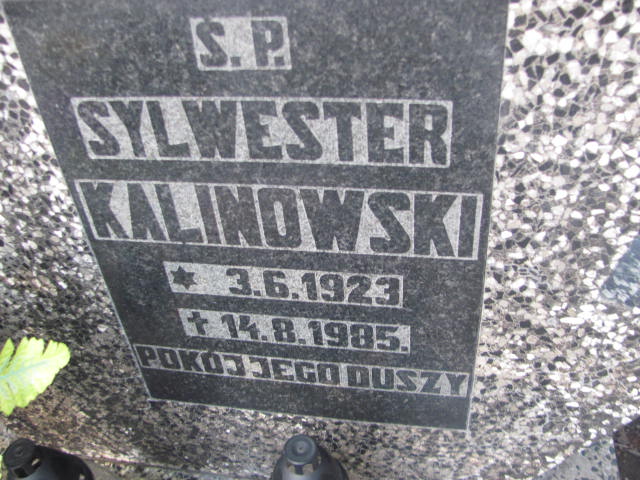 Ś.P.
SYLWESTER
KALINOWSKI
* 3.6.1923
† 14.8.1985.
POKÓJ JEGO DUSZY